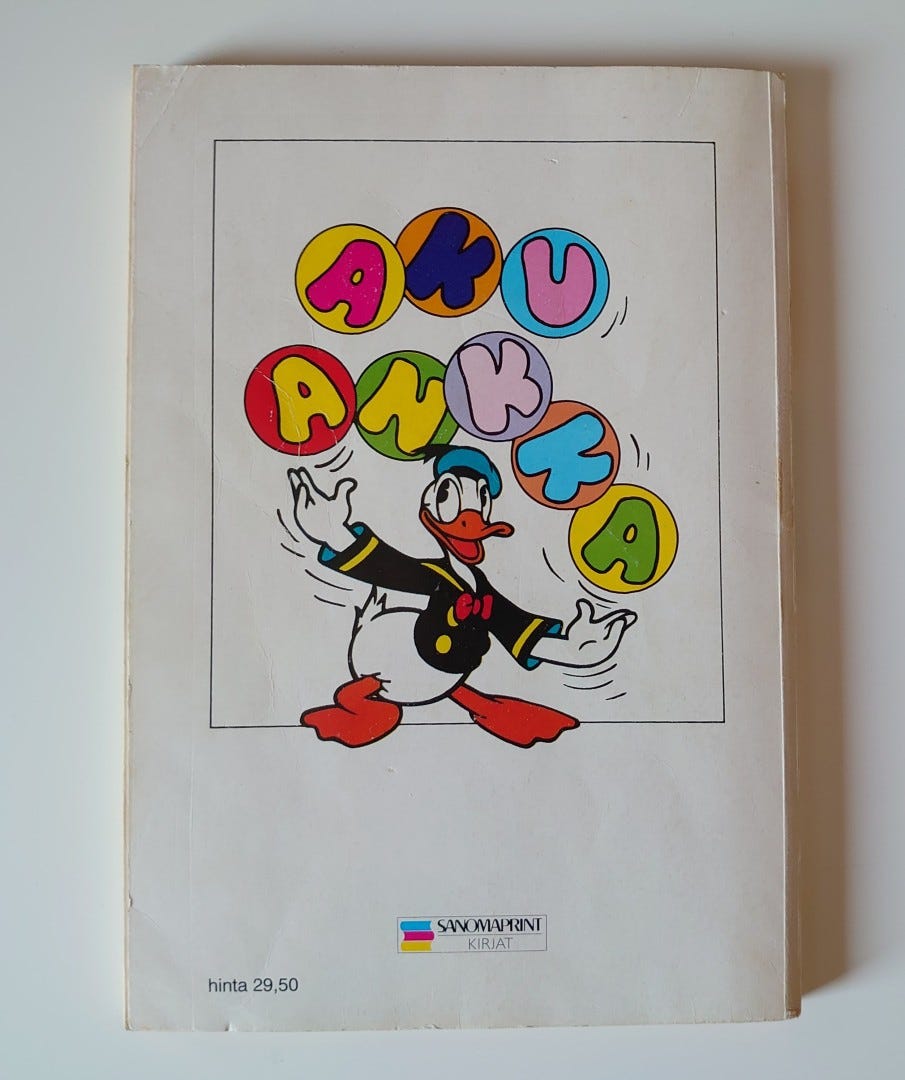 AKU
ANKKA
SANOMAPRINT
KIRJAT
hinta 29,50